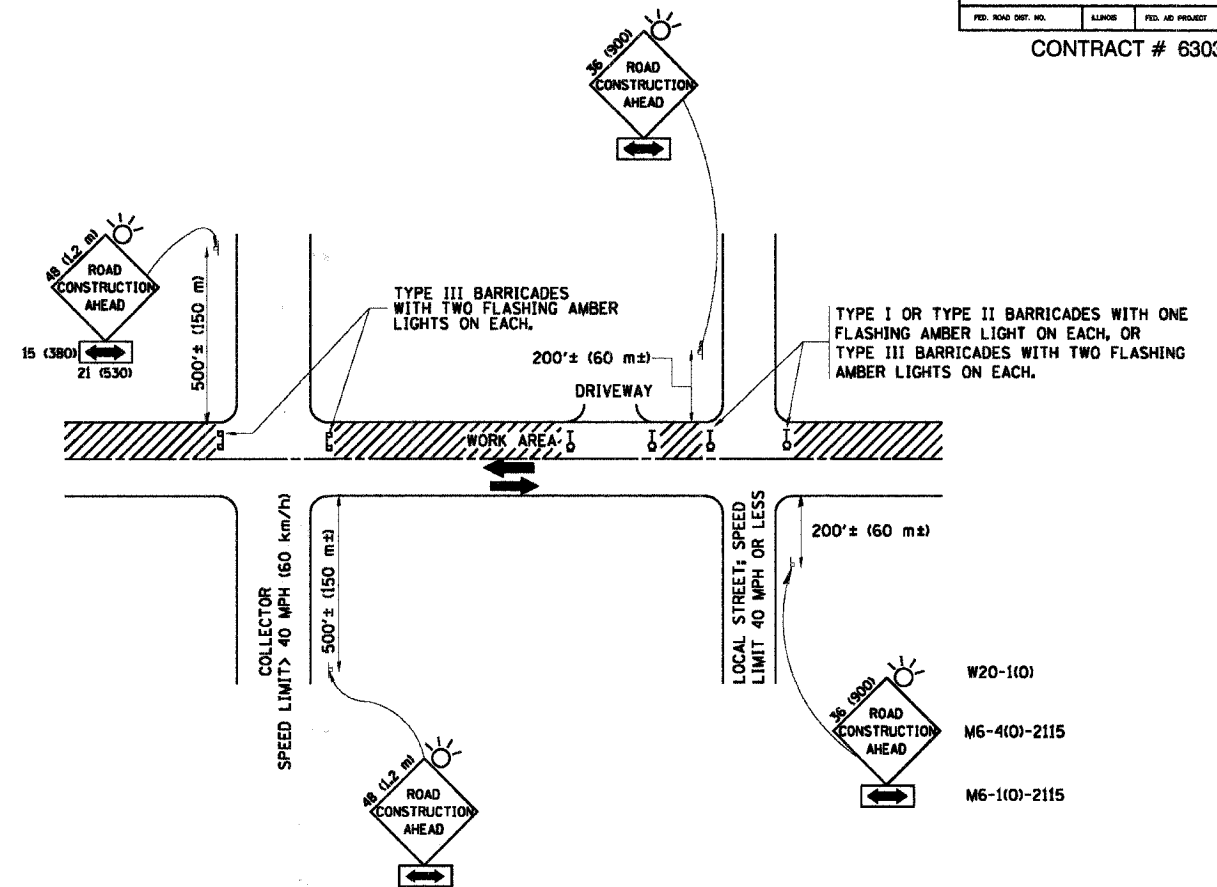 FED. ROAD DIST. NO. ILLINOIS FED. AID PROJECT
CONTRACT # 6303
36 (900)
ROAD
CONSTRUCTION
AHEAD
48 (1.2 m)
ROAD
CONSTRUCTION
AHEAD
15 (380)
21 (530)
500'± (150 m)
TYPE III BARRICADES
WITH TWO FLASHING AMBER
LIGHTS ON EACH.
200'± (60 m±)
DRIVEWAY
TYPE I OR TYPE II BARRICADES WITH ONE
FLASHING AMBER LIGHT ON EACH, OR
TYPE III BARRICADES WITH TWO FLASHING
AMBER LIGHTS ON EACH.
WORK AREA
COLLECTOR
SPEED LIMIT> 40 MPH (60 km/h)
500'± (150 m±)
LOCAL STREET; SPEED
LIMIT 40 MPH OR LESS
200'± (60 m±)
48 (1.2 m)
ROAD
CONSTRUCTION
AHEAD
36 (900)
ROAD
CONSTRUCTION
AHEAD
W20-1(O)
M6-4(O)-2115
M6-1(O)-2115